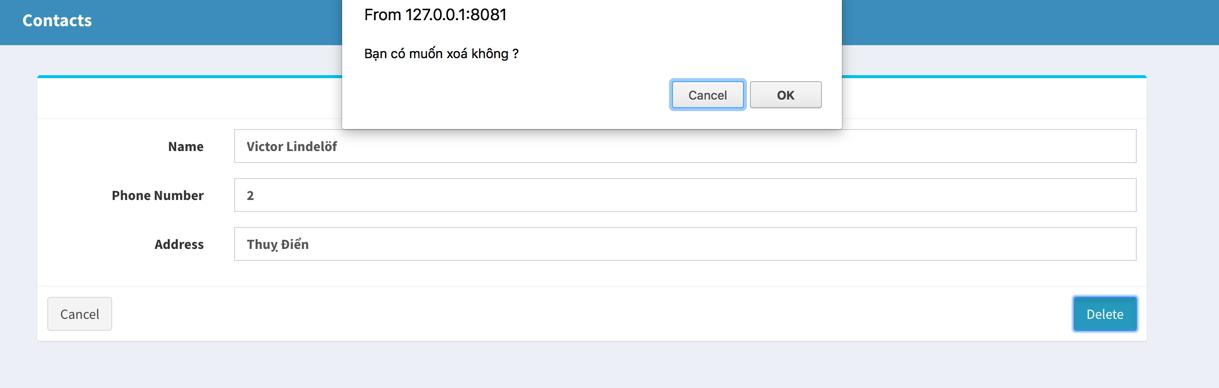 Contacts
From 127.0.0.1:8081
Bạn có muốn xoá không ?
Cancel OK
Name Victor Lindelöf
Phone Number 2
Address Thuỵ Điển
Cancel Delete